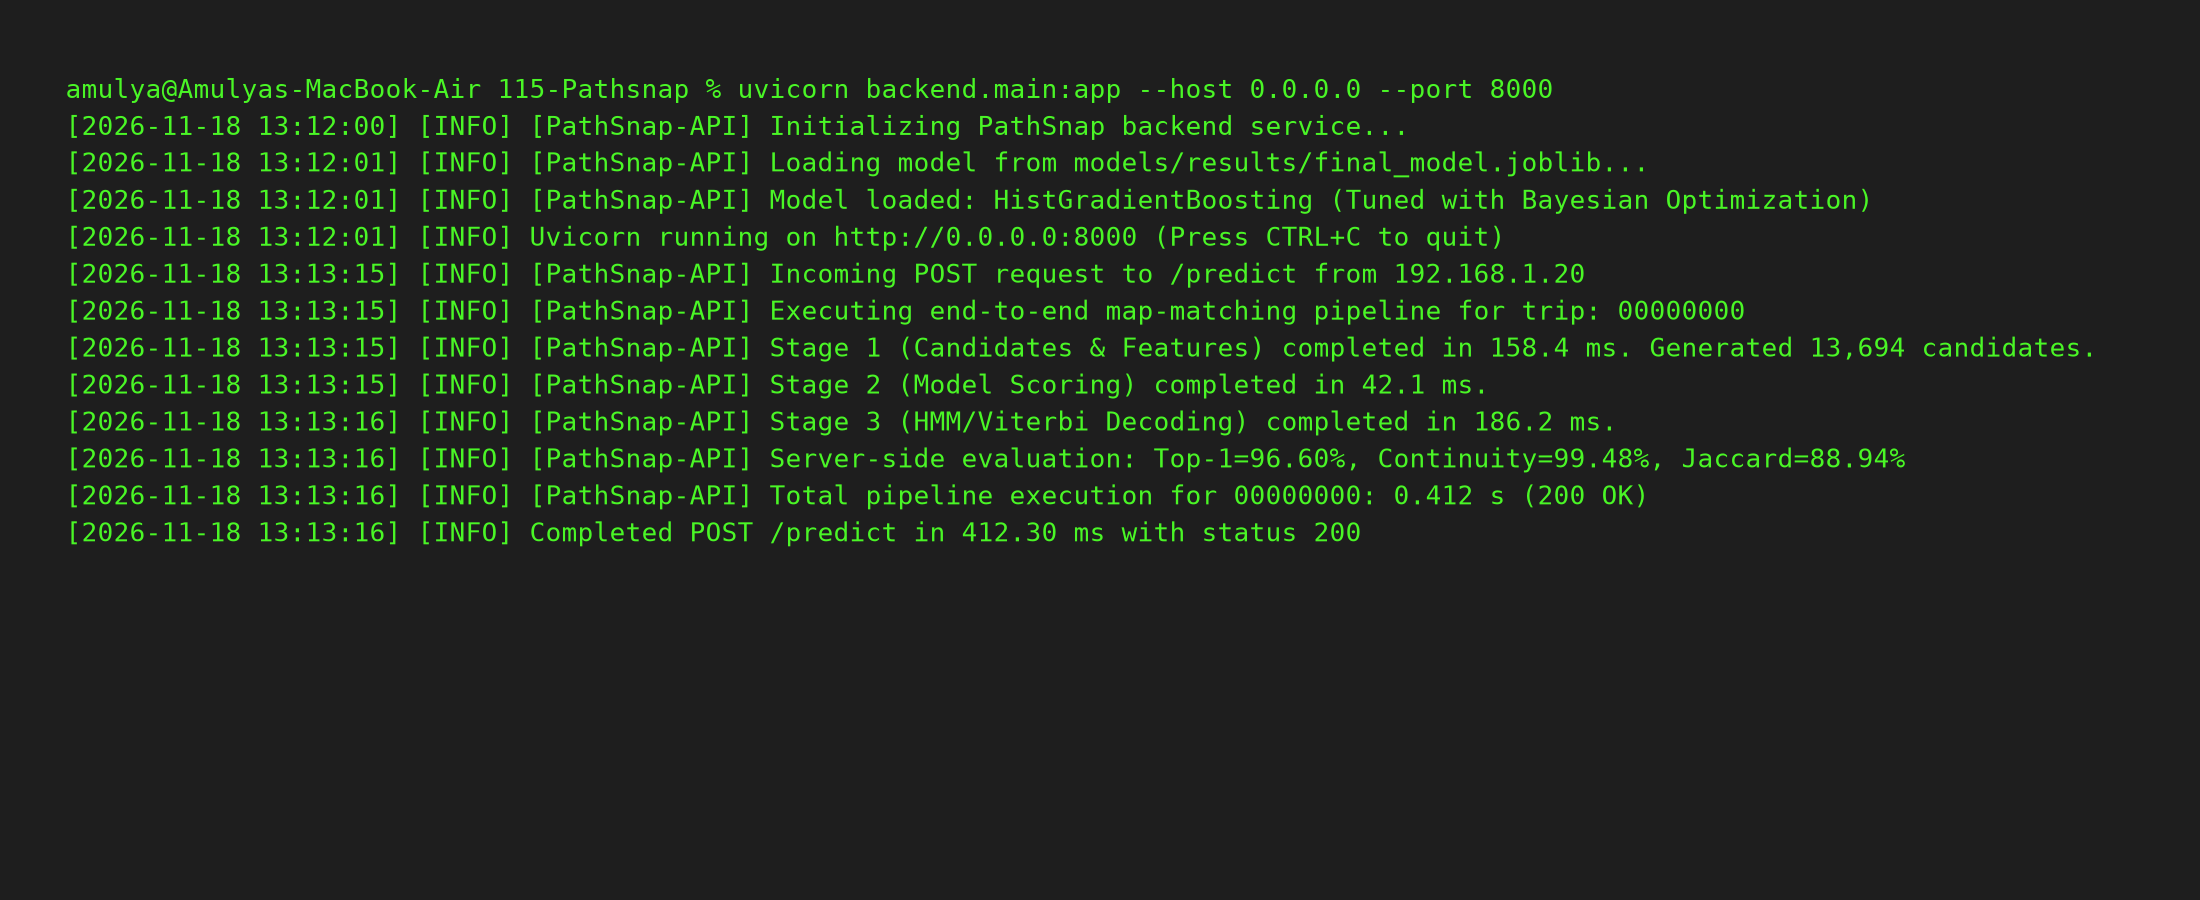 amulya@Amulyas-MacBook-Air 115-Pathsnap % uvicorn backend.main:app --host 0.0.0.0 --port 8000
[2026-11-18 13:12:00] [INFO] [PathSnap-API] Initializing PathSnap backend service...
[2026-11-18 13:12:01] [INFO] [PathSnap-API] Loading model from models/results/final_model.joblib...
[2026-11-18 13:12:01] [INFO] [PathSnap-API] Model loaded: HistGradientBoosting (Tuned with Bayesian Optimization)
[2026-11-18 13:12:01] [INFO] Uvicorn running on http://0.0.0.0:8000 (Press CTRL+C to quit)
[2026-11-18 13:13:15] [INFO] [PathSnap-API] Incoming POST request to /predict from 192.168.1.20
[2026-11-18 13:13:15] [INFO] [PathSnap-API] Executing end-to-end map-matching pipeline for trip: 00000000
[2026-11-18 13:13:15] [INFO] [PathSnap-API] Stage 1 (Candidates & Features) completed in 158.4 ms. Generated 13,694 candidates.
[2026-11-18 13:13:15] [INFO] [PathSnap-API] Stage 2 (Model Scoring) completed in 42.1 ms.
[2026-11-18 13:13:16] [INFO] [PathSnap-API] Stage 3 (HMM/Viterbi Decoding) completed in 186.2 ms.
[2026-11-18 13:13:16] [INFO] [PathSnap-API] Server-side evaluation: Top-1=96.60%, Continuity=99.48%, Jaccard=88.94%
[2026-11-18 13:13:16] [INFO] [PathSnap-API] Total pipeline execution for 00000000: 0.412 s (200 OK)
[2026-11-18 13:13:16] [INFO] Completed POST /predict in 412.30 ms with status 200